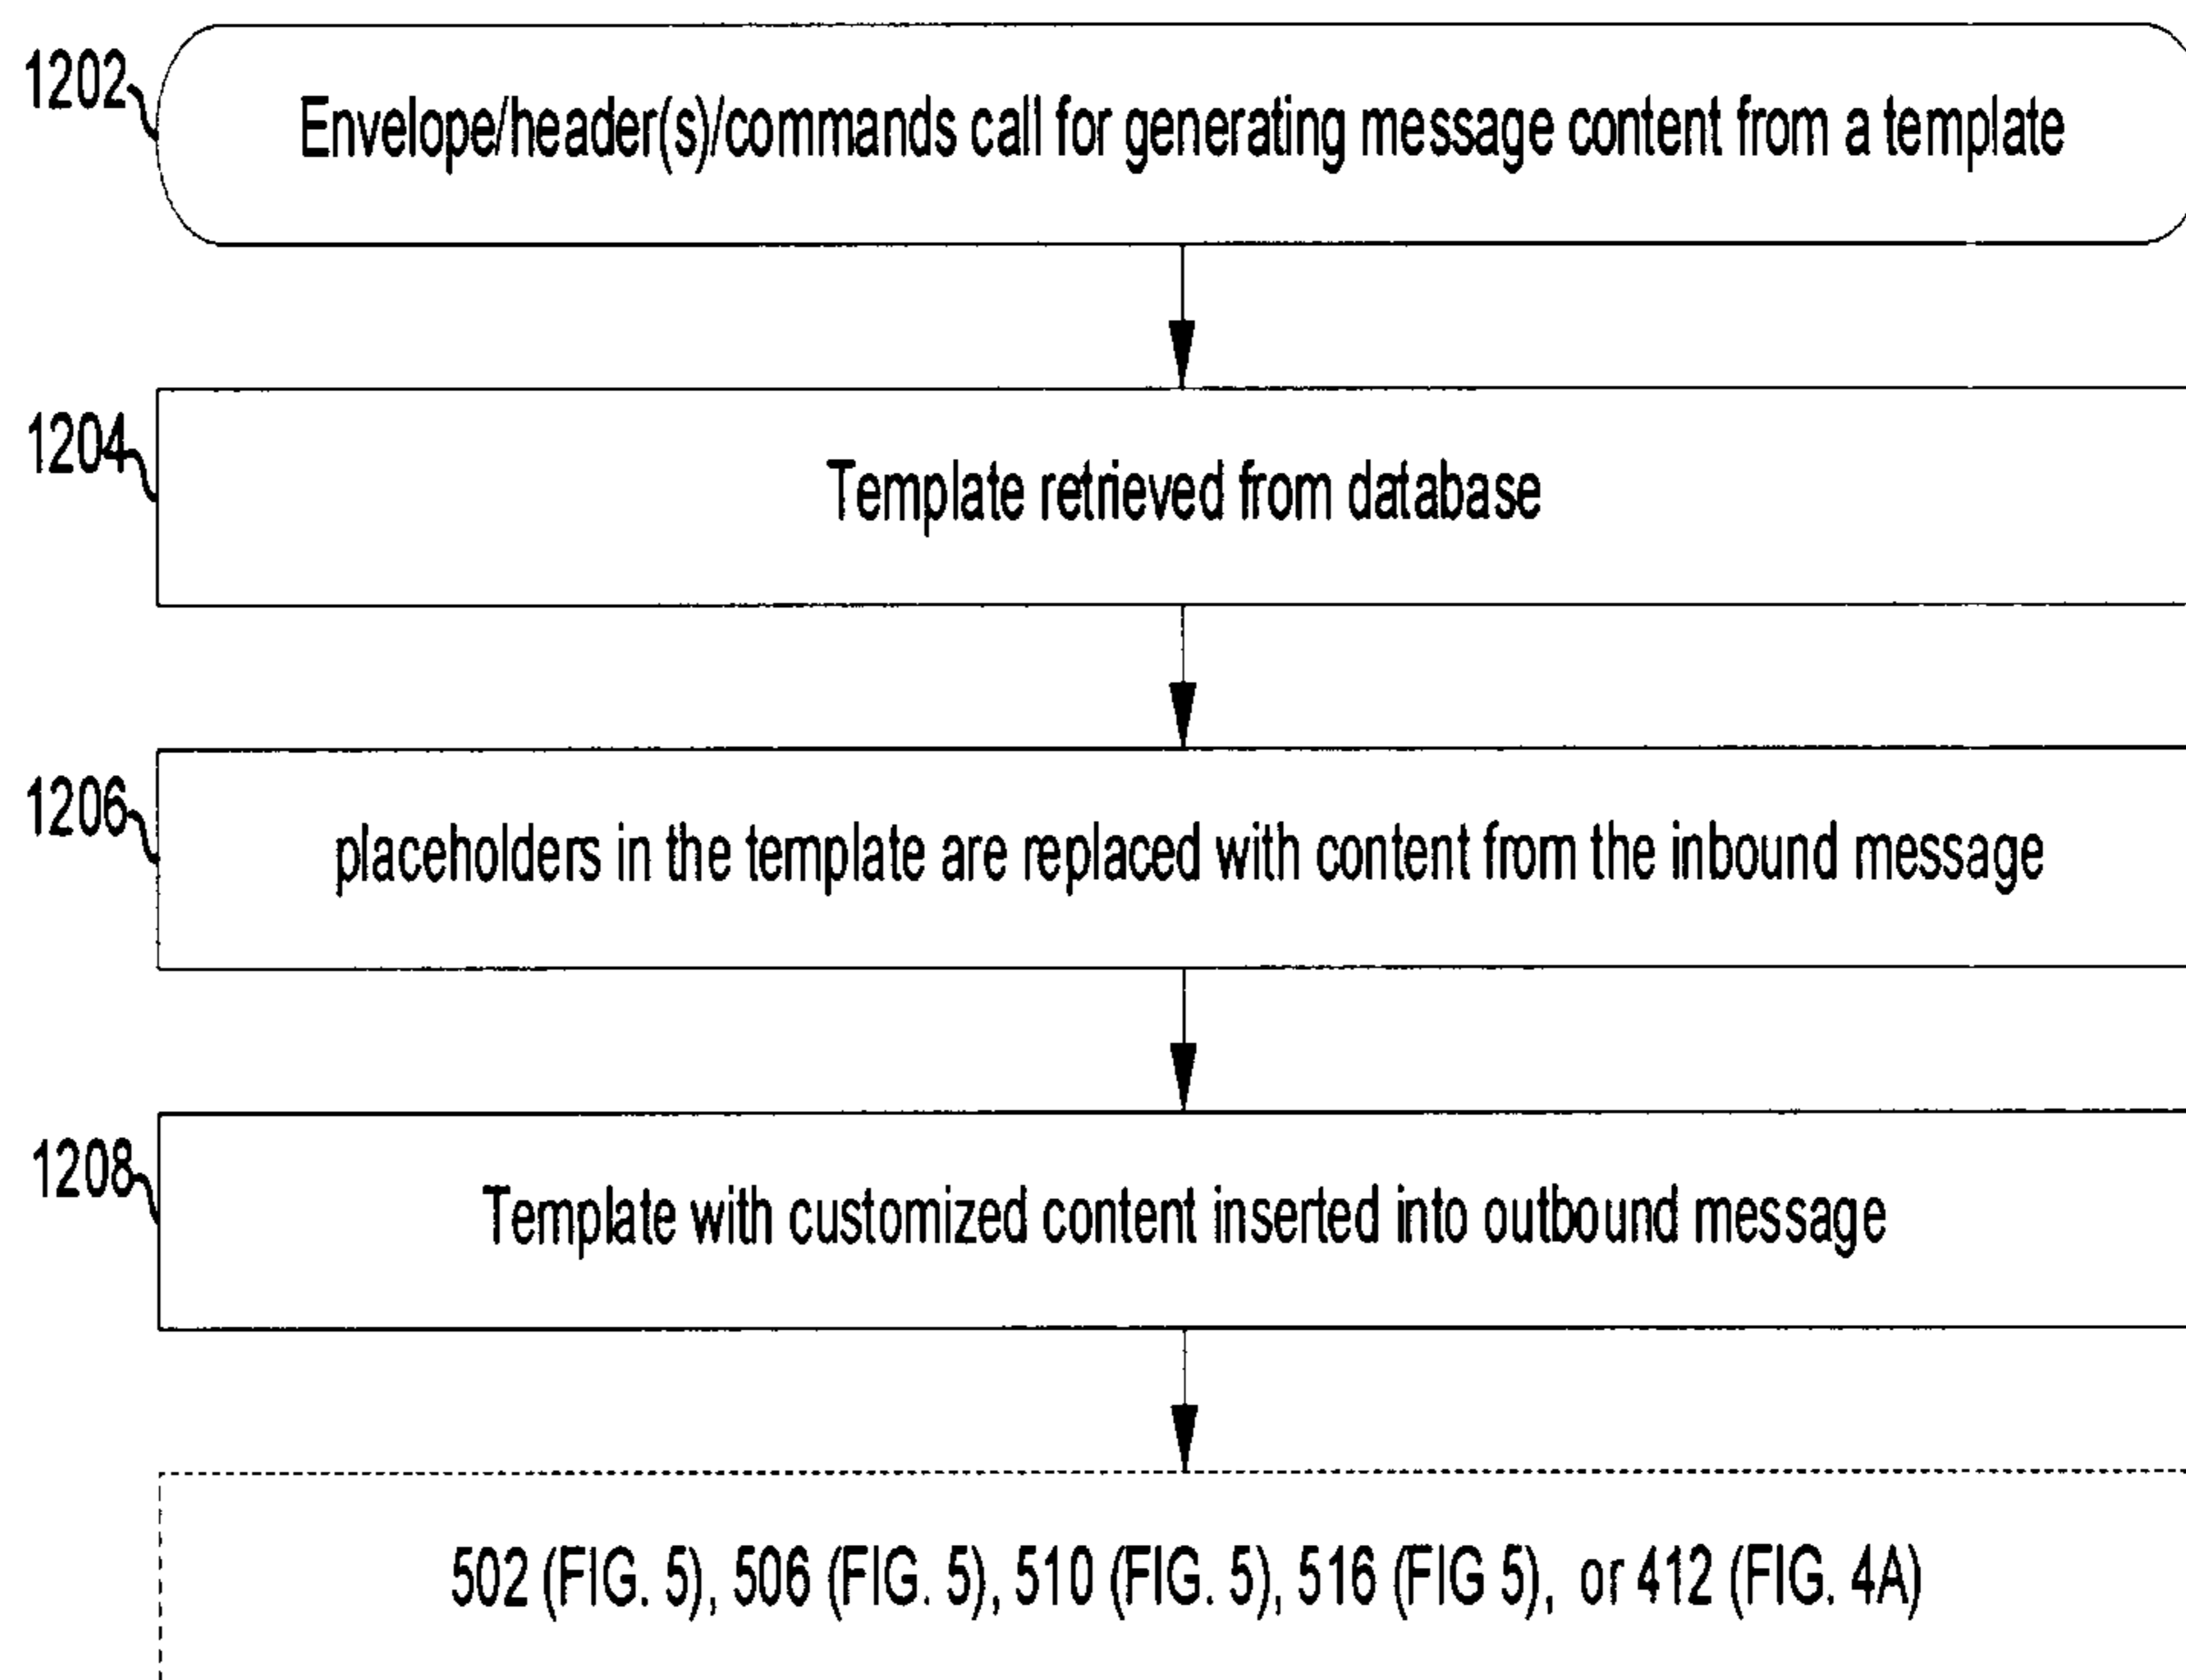 1202
Envelope/header(s)/commands call for generating message content from a template
1204
Template retrieved from database
1206
placeholders in the template are replaced with content from the inbound message
1208
Template with customized content inserted into outbound message
502 (FIG. 5), 506 (FIG. 5), 510 (FIG. 5), 516 (FIG 5), or 412 (FIG. 4A)